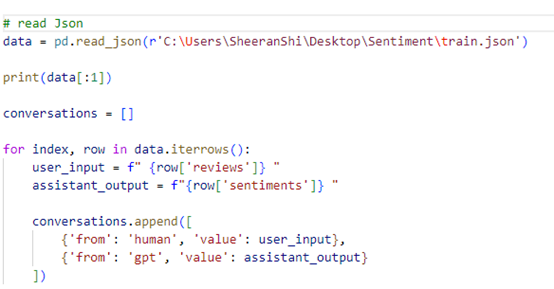 # read Json
data = pd.read_json(r'C:\Users\SheeranShi\Desktop\Sentiment\train.json')
print(data[:1])
conversations = []
for index, row in data.iterrows():
    user_input = f" {row['reviews']} "
    assistant_output = f"{row['sentiments']} "
    conversations.append([
        {'from': 'human', 'value': user_input},
        {'from': 'gpt', 'value': assistant_output}
    ])